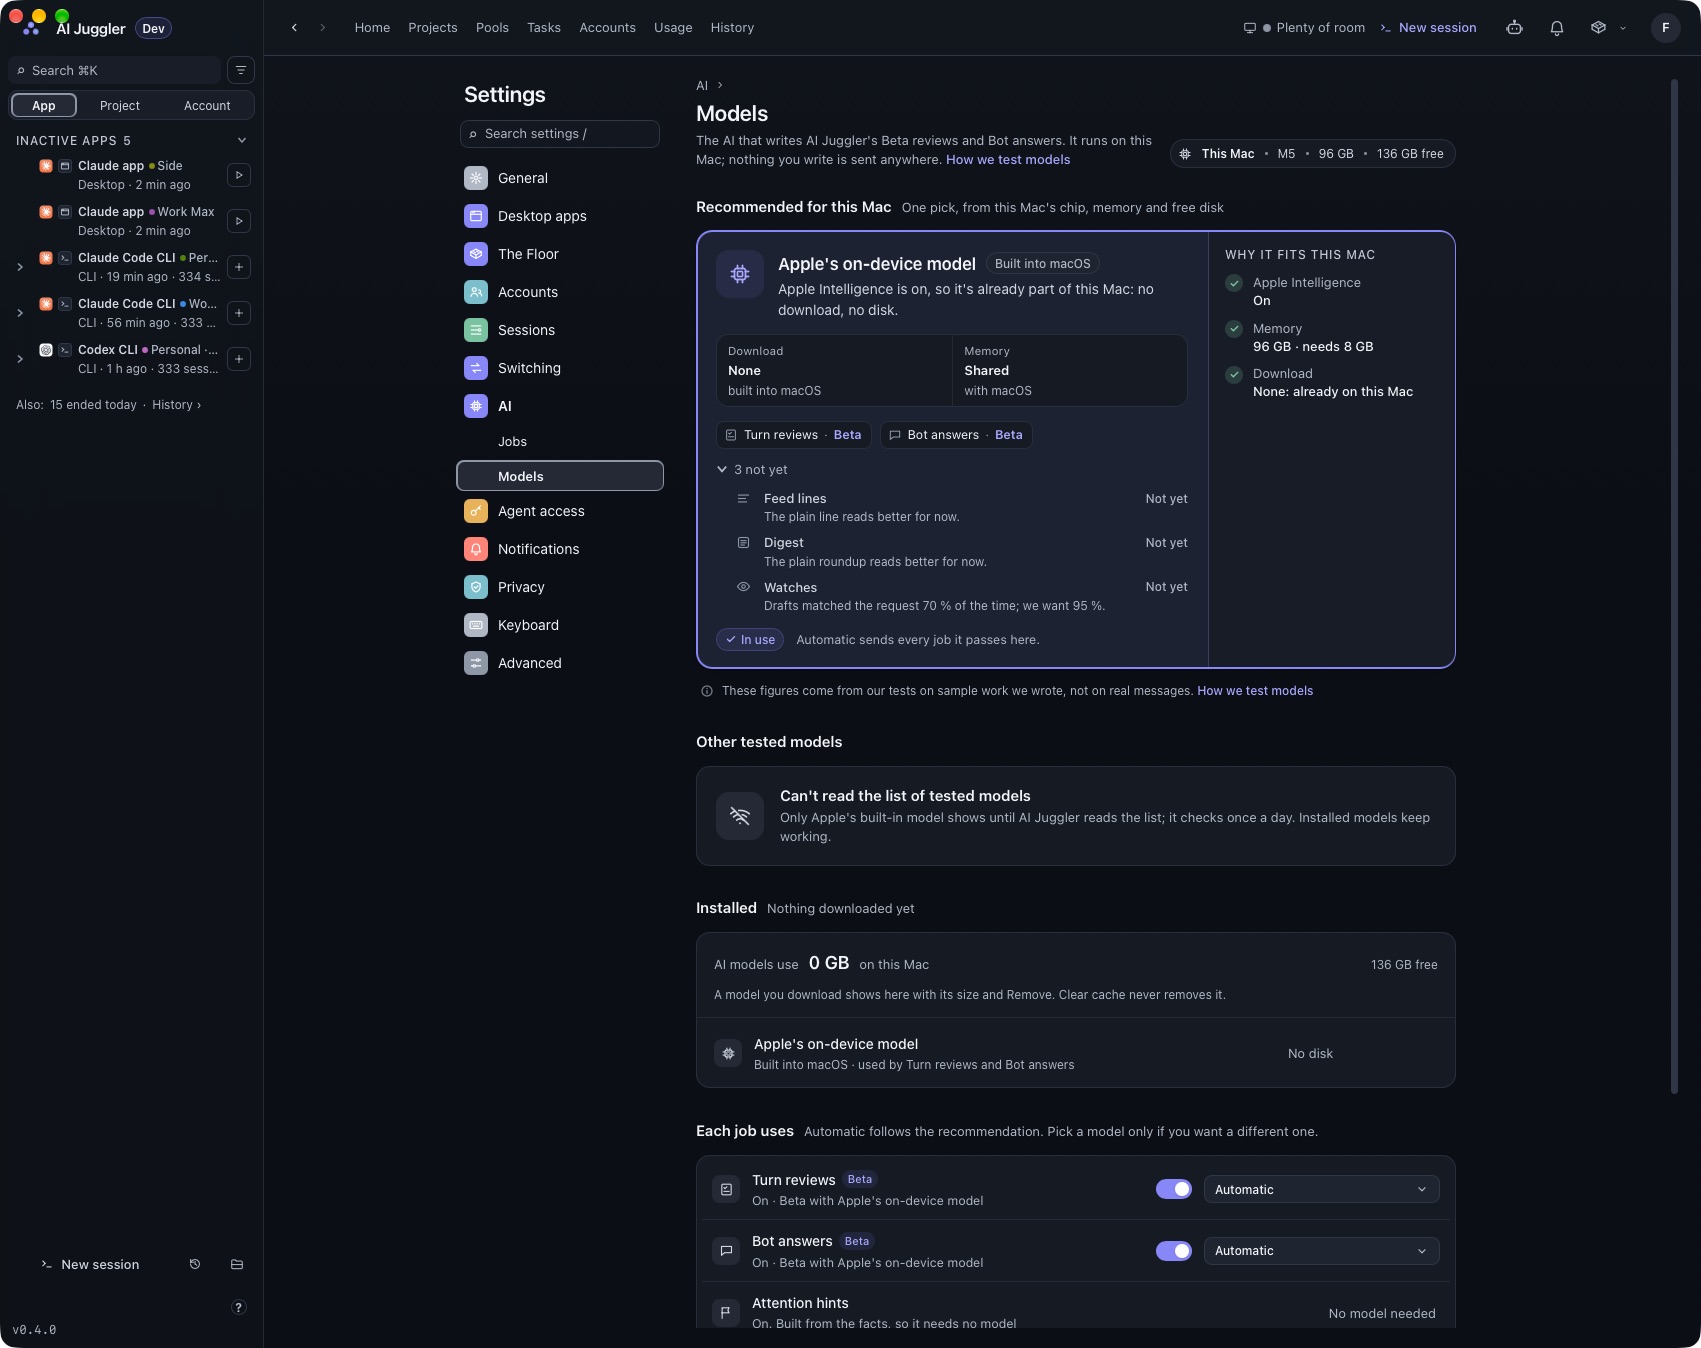 AI Juggler Dev
Search ⌘K
App Project Account
INACTIVE APPS 5
Claude app Side
Desktop · 2 min ago
Claude app Work Max
Desktop · 2 min ago
Claude Code CLI Per...
CLI · 19 min ago · 334 s...
Claude Code CLI Wo...
CLI · 56 min ago · 333 ...
Codex CLI Personal ·...
CLI · 1 h ago · 333 sess...
Also: 15 ended today · History ›
New session
?
v0.4.0
Home Projects Pools Tasks Accounts Usage History
Plenty of room New session F
Settings
Search settings /
General
Desktop apps
The Floor
Accounts
Sessions
Switching
AI
Jobs
Models
Agent access
Notifications
Privacy
Keyboard
Advanced
AI ›
Models
The AI that writes AI Juggler's Beta reviews and Bot answers. It runs on this
Mac; nothing you write is sent anywhere. How we test models
This Mac • M5 • 96 GB • 136 GB free
Recommended for this Mac One pick, from this Mac's chip, memory and free disk
Apple's on-device model Built into macOS
Apple Intelligence is on, so it's already part of this Mac: no
download, no disk.
Download
None
built into macOS
Memory
Shared
with macOS
Turn reviews · Beta
Bot answers · Beta
3 not yet
Feed lines Not yet
The plain line reads better for now.
Digest Not yet
The plain roundup reads better for now.
Watches Not yet
Drafts matched the request 70 % of the time; we want 95 %.
In use Automatic sends every job it passes here.
WHY IT FITS THIS MAC
Apple Intelligence
On
Memory
96 GB · needs 8 GB
Download
None: already on this Mac
These figures come from our tests on sample work we wrote, not on real messages. How we test models
Other tested models
Can't read the list of tested models
Only Apple's built-in model shows until AI Juggler reads the list; it checks once a day. Installed models keep
working.
Installed Nothing downloaded yet
AI models use 0 GB on this Mac 136 GB free
A model you download shows here with its size and Remove. Clear cache never removes it.
Apple's on-device model
Built into macOS · used by Turn reviews and Bot answers
No disk
Each job uses Automatic follows the recommendation. Pick a model only if you want a different one.
Turn reviews Beta
On · Beta with Apple's on-device model
Automatic
Bot answers Beta
On · Beta with Apple's on-device model
Automatic
Attention hints
On. Built from the facts, so it needs no model
No model needed